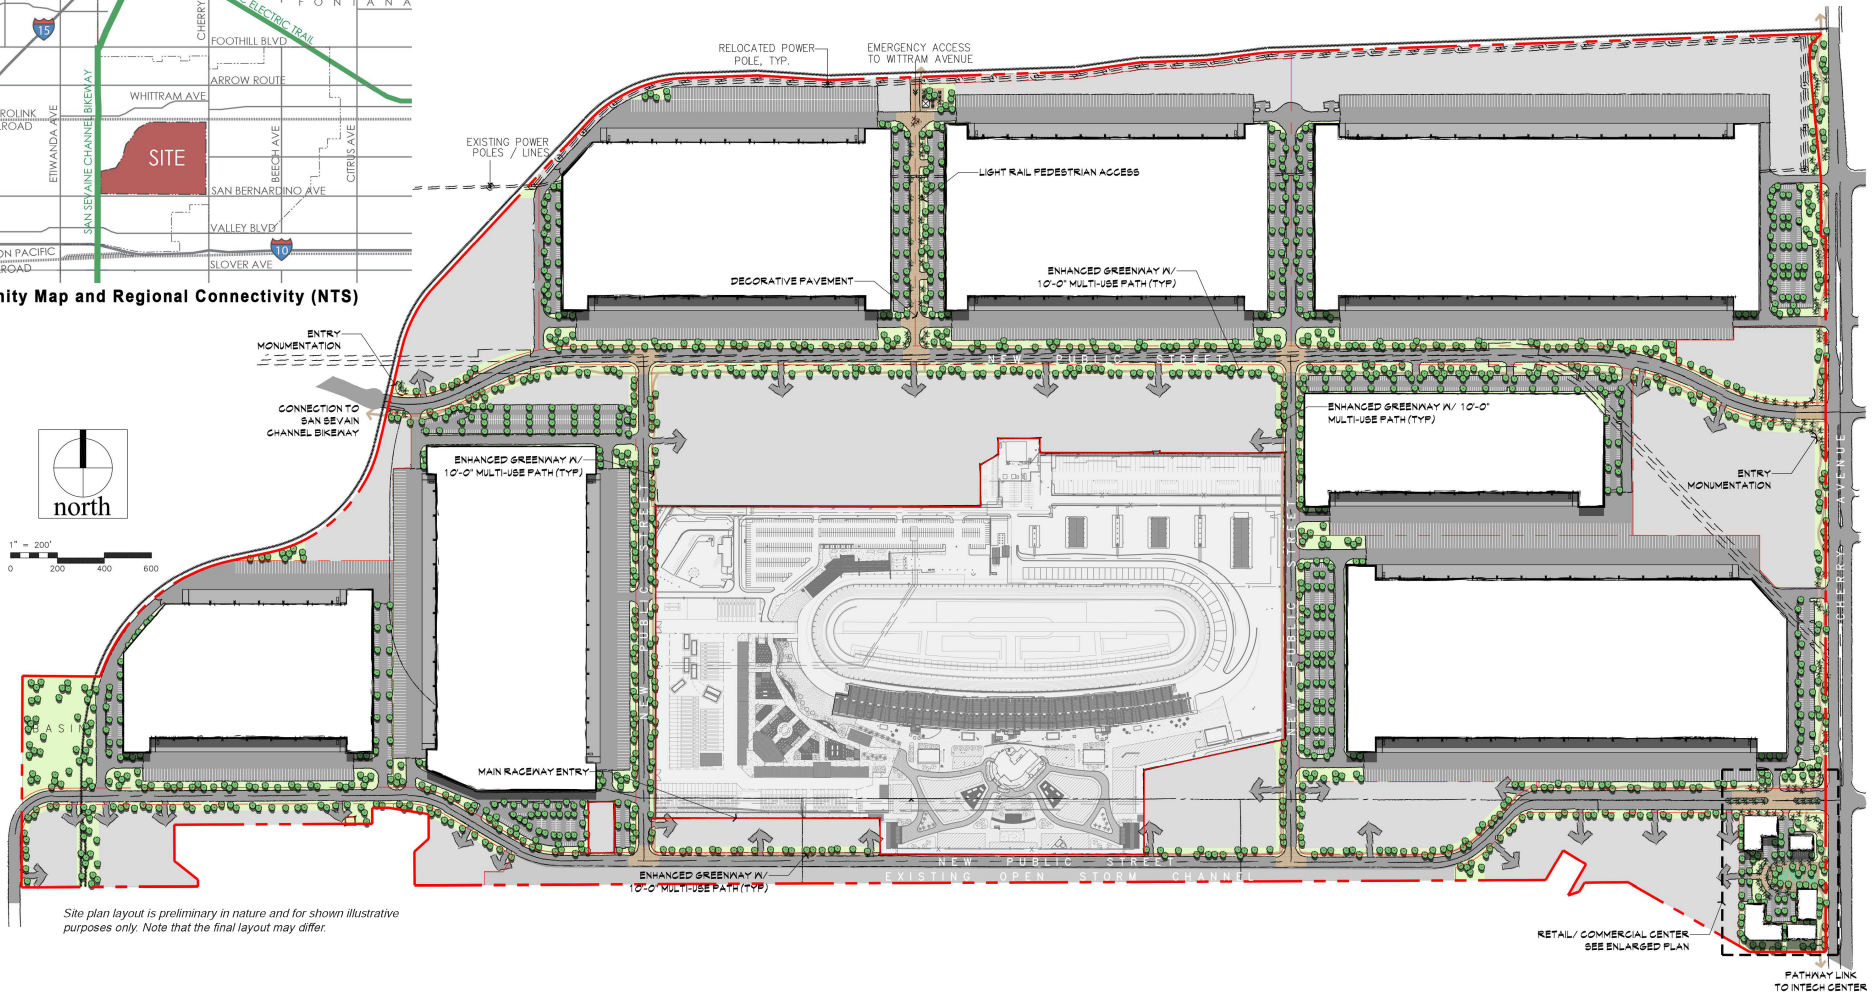 FONTANA
15
CHERRY
C ELECTRIC TRAIL
FOOTHILL BLVD
ARROW ROUTE
WHITTRAM AVE
ROLINK
ROAD
ETIWANDA AVE
SAN SEVAINE CHANNEL BIKEWAY
SITE
BEECH AVE
CITRUS AVE
SAN BERNARDINO AVE
VALLEY BLVD
10
ON PACIFIC
ROAD
SLOVER AVE
nity Map and Regional Connectivity (NTS)
RELOCATED POWER
POLE, TYP.
EMERGENCY ACCESS
TO WITTRAM AVENUE
EXISTING POWER
POLES / LINES
LIGHT RAIL PEDESTRIAN ACCESS
DECORATIVE PAVEMENT
ENHANCED GREENWAY W/
10'-0" MULTI-USE PATH (TYP)
ENTRY
MONUMENTATION
NEW PUBLIC STREET
CONNECTION TO
SAN SEVAIN
CHANNEL BIKEWAY
ENHANCED GREENWAY W/ 10'-0"
MULTI-USE PATH (TYP)
ENHANCED GREENWAY W/
10'-0" MULTI-USE PATH (TYP)
ENTRY
MONUMENTATION
CHERRY AVENUE
north
1" = 200'
0 200 400 600
NEW PUBLIC STREET
NEW PUBLIC STREET
BASIN
MAIN RACEWAY ENTRY
NEW PUBLIC STREET
EXISTING OPEN STORM CHANNEL
ENHANCED GREENWAY W/
10'-0" MULTI-USE PATH (TYP)
Site plan layout is preliminary in nature and for shown illustrative
purposes only. Note that the final layout may differ.
RETAIL/ COMMERCIAL CENTER
SEE ENLARGED PLAN
PATHWAY LINK
TO INTECH CENTER